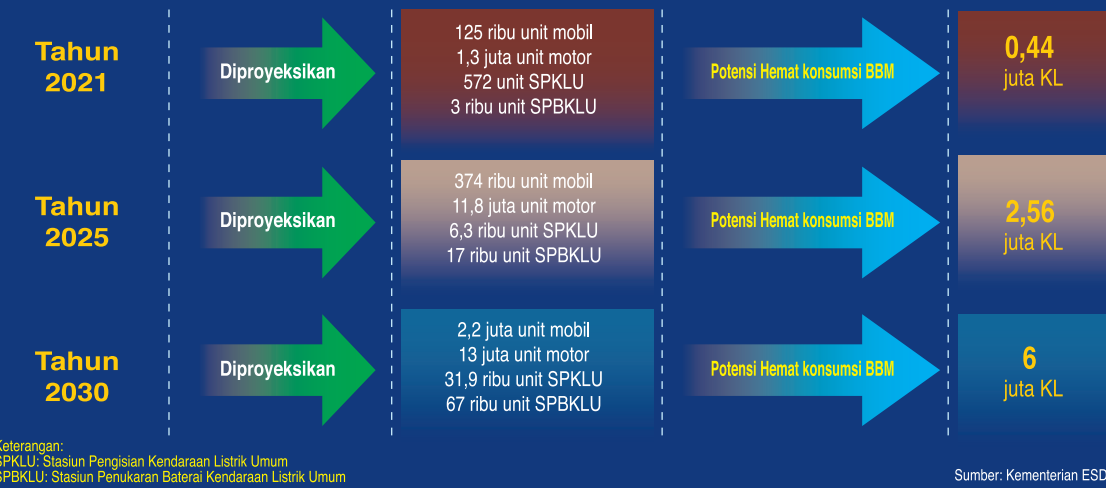 Tahun
2021
Diproyeksikan
125 ribu unit mobil
1,3 juta unit motor
572 unit SPKLU
3 ribu unit SPBKLU
Potensi Hemat konsumsi BBM
0,44
juta KL
Tahun
2025
Diproyeksikan
374 ribu unit mobil
11,8 juta unit motor
6,3 ribu unit SPKLU
17 ribu unit SPBKLU
Potensi Hemat konsumsi BBM
2,56
juta KL
Tahun
2030
Diproyeksikan
2,2 juta unit mobil
13 juta unit motor
31,9 ribu unit SPKLU
67 ribu unit SPBKLU
Potensi Hemat konsumsi BBM
6
juta KL
Keterangan:
SPKLU: Stasiun Pengisian Kendaraan Listrik Umum
SPBKLU: Stasiun Penukaran Baterai Kendaraan Listrik Umum
Sumber: Kementerian ESD